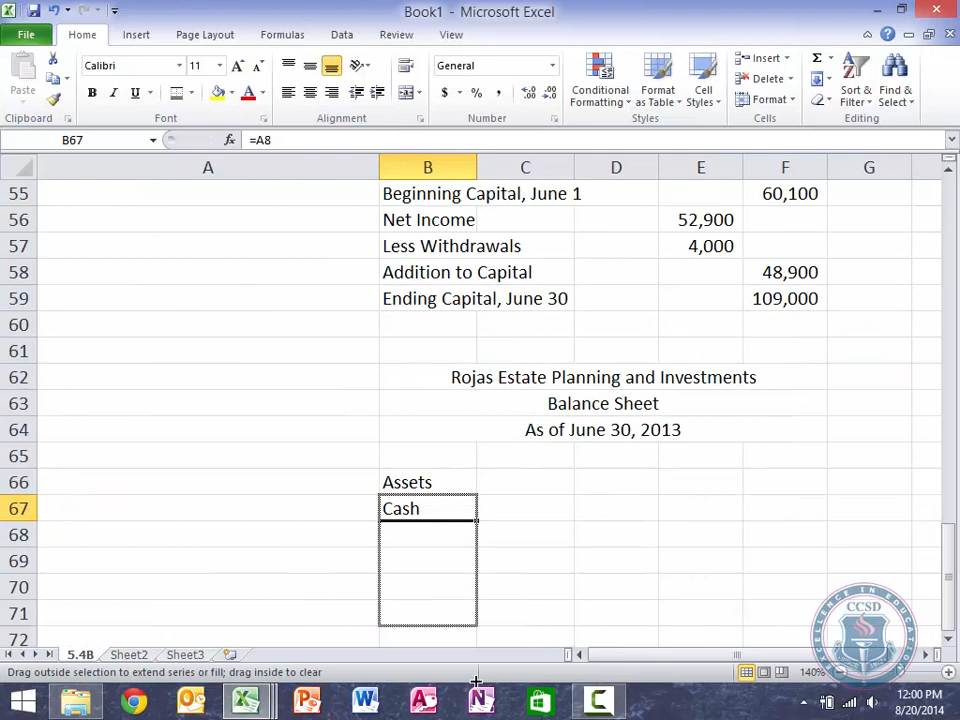 Book1 - Microsoft Excel
File Home Insert Page Layout Formulas Data Review View
Paste Calibri 11 General Conditional Formatting Format as Table Cell Styles Insert Delete Format Sort & Filter Find & Select
Clipboard Font Alignment Number Styles Cells Editing
B67 fx =A8
A B C D E F G
55 Beginning Capital, June 1 60,100
56 Net Income 52,900
57 Less Withdrawals 4,000
58 Addition to Capital 48,900
59 Ending Capital, June 30 109,000
60
61
62 Rojas Estate Planning and Investments
63 Balance Sheet
64 As of June 30, 2013
65
66 Assets
67 Cash
68
69
70
71
72
CCSD
5.4B Sheet2 Sheet3
Drag outside selection to extend series or fill; drag inside to clear 140%
12:00 PM
8/20/2014